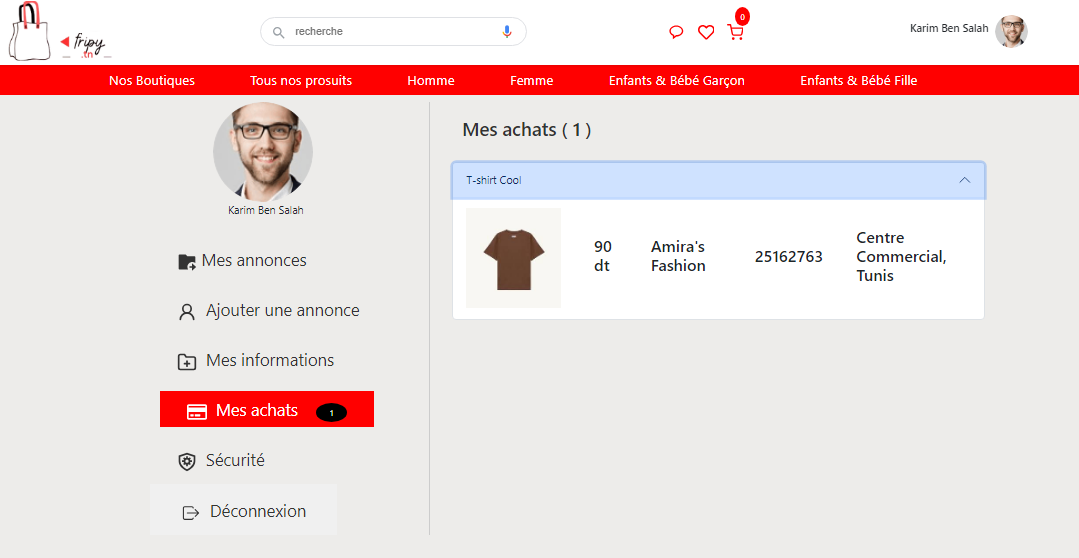 fripy
.tn
recherche
0
Karim Ben Salah
Nos Boutiques
Tous nos prosuits
Homme
Femme
Enfants & Bébé Garçon
Enfants & Bébé Fille
Karim Ben Salah
Mes annonces
Ajouter une annonce
Mes informations
Mes achats 1
Sécurité
Déconnexion
Mes achats ( 1 )
T-shirt Cool
90
dt
Amira's
Fashion
25162763
Centre
Commercial,
Tunis